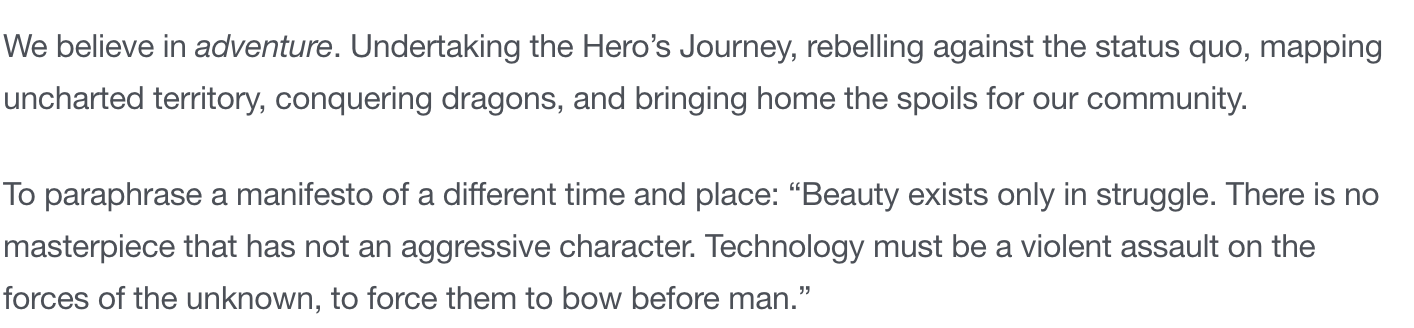 We believe in adventure. Undertaking the Hero’s Journey, rebelling against the status quo, mapping
uncharted territory, conquering dragons, and bringing home the spoils for our community.
To paraphrase a manifesto of a different time and place: “Beauty exists only in struggle. There is no
masterpiece that has not an aggressive character. Technology must be a violent assault on the
forces of the unknown, to force them to bow before man.”